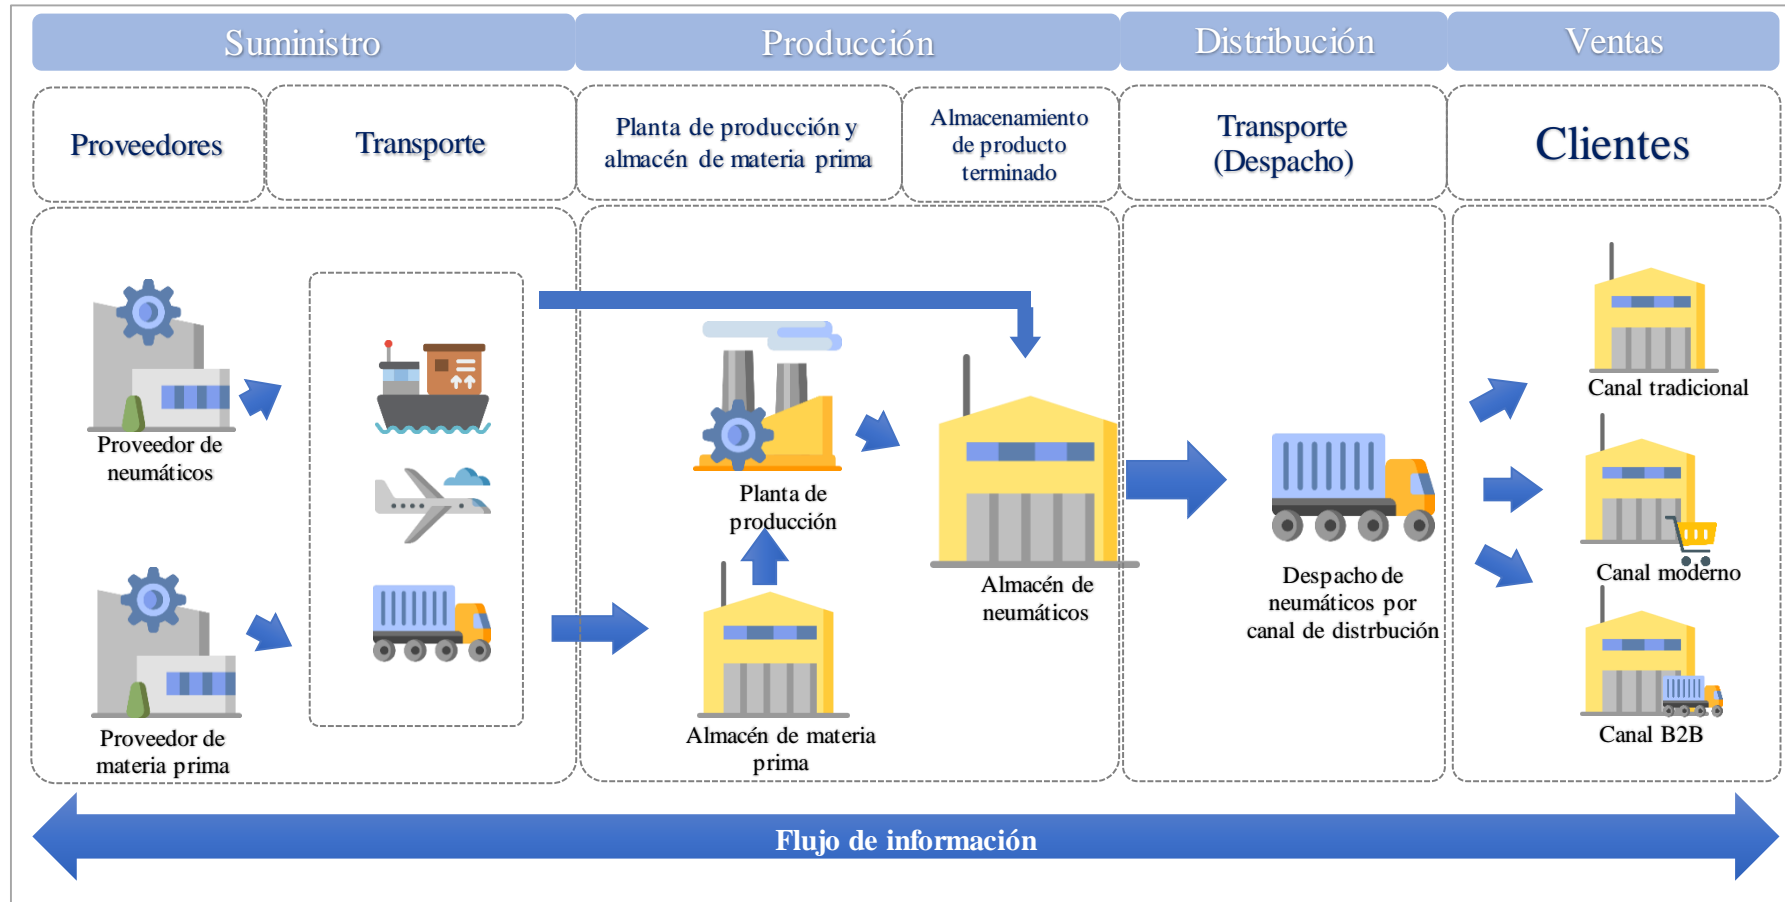 Suministro
Producción
Distribución
Ventas
Proveedores
Transporte
Planta de producción y
almacén de materia prima
Almacenamiento
de producto
terminado
Transporte
(Despacho)
Clientes
Proveedor de
neumáticos
Proveedor de
materia prima
Planta de
producción
Almacén de materia
prima
Almacén de
neumáticos
Despacho de
neumáticos por
canal de distrbución
Canal tradicional
Canal moderno
Canal B2B
Flujo de información